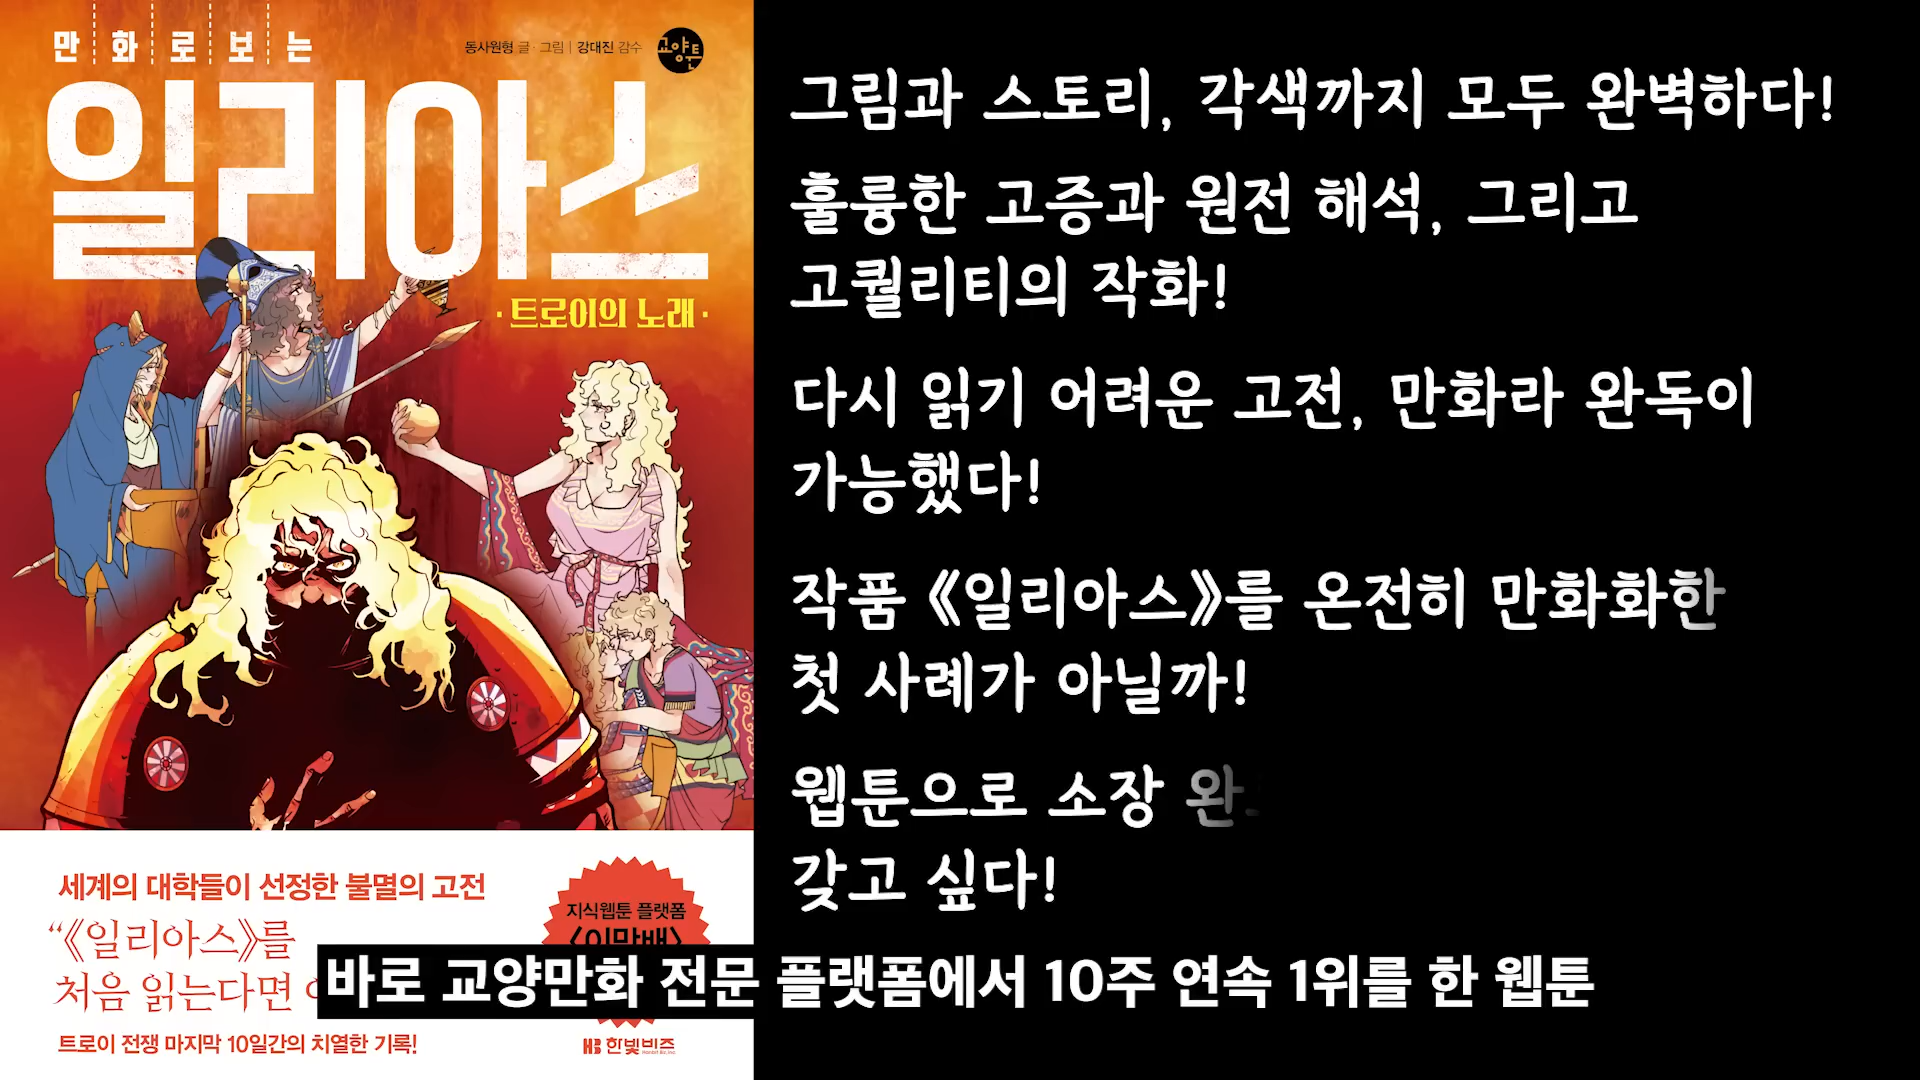 만화로보는
동사원형 글·그림 | 강대진 감수
교양툰
일리아스
·트로이의 노래·
세계의 대학들이 선정한 불멸의 고전
“《일리아스》를
처음 읽는다면
트로이 전쟁 마지막 10일간의 치열한 기록!
지식웹툰 플랫폼
<이만배>
HB 한빛비즈
Hanbit Biz, Inc.
그림과 스토리, 각색까지 모두 완벽하다!
훌륭한 고증과 원전 해석, 그리고
고퀄리티의 작화!
다시 읽기 어려운 고전, 만화라 완독이
가능했다!
작품 《일리아스》를 온전히 만화화한
첫 사례가 아닐까!
웹툰으로 소장 완
갖고 싶다!
바로 교양만화 전문 플랫폼에서 10주 연속 1위를 한 웹툰